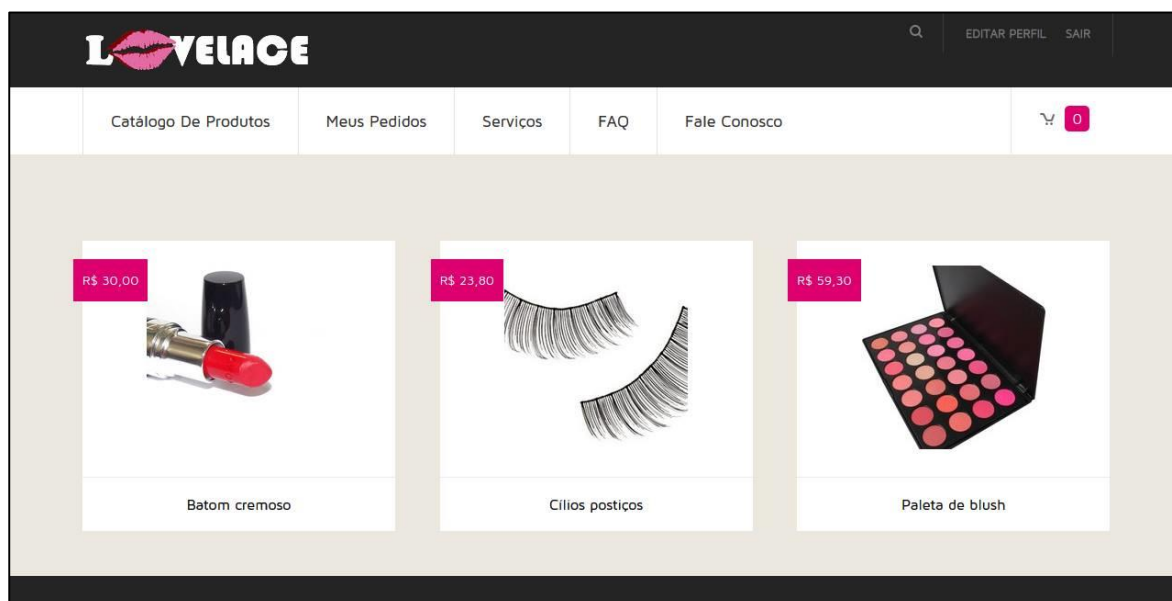 LOVELACE
EDITAR PERFIL SAIR
Catálogo De Produtos Meus Pedidos Serviços FAQ Fale Conosco 0
R$ 30,00 R$ 23,80 R$ 59,30
Batom cremoso Cílios postiços Paleta de blush